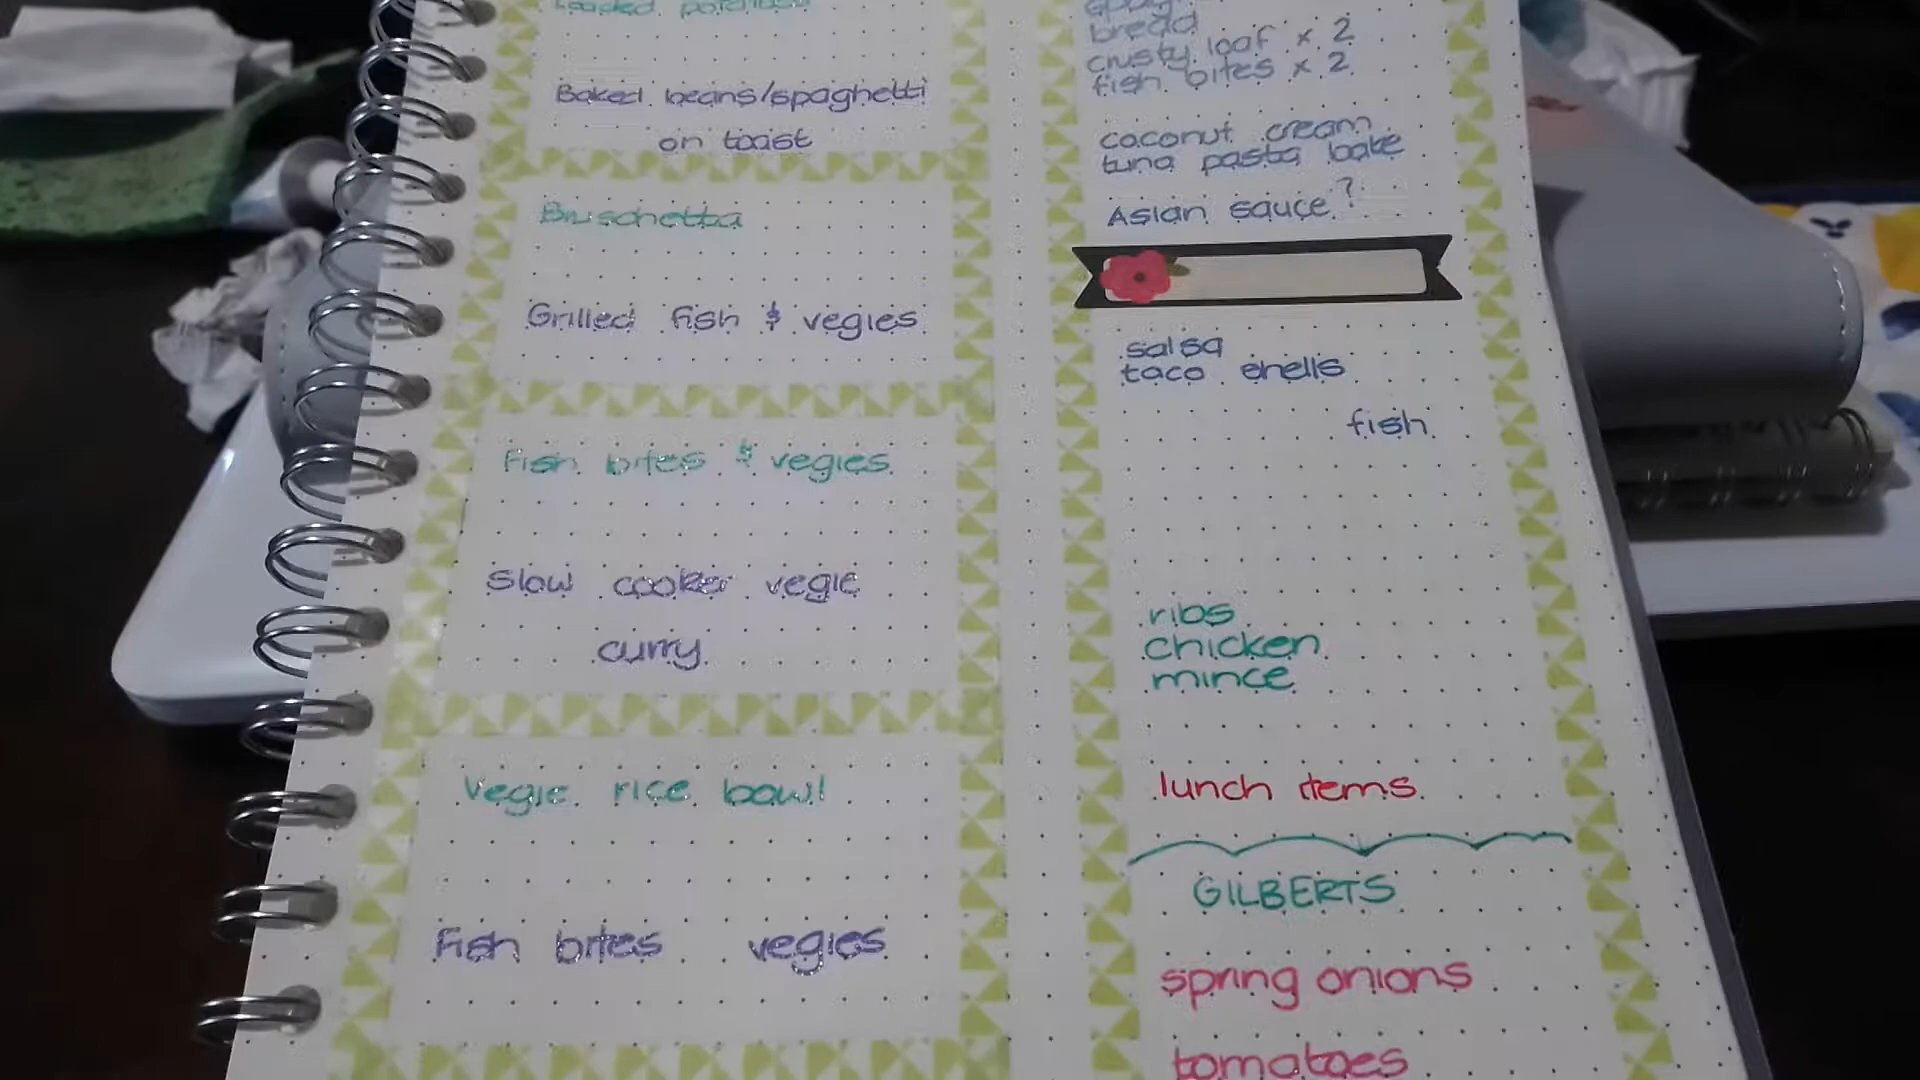 Loaded potatoes
Baked beans/spaghetti
on toast
Bruschetta
Grilled fish & vegies
Fish bites & vegies
Slow cooker vegie
curry
Vegie rice bowl
Fish bites vegies
bread
crusty loaf x 2
fish bites x 2
coconut cream
tuna pasta bake
Asian sauce?
salsa
taco shells
fish
ribs
chicken
mince
lunch items
GILBERTS
spring onions
tomatoes